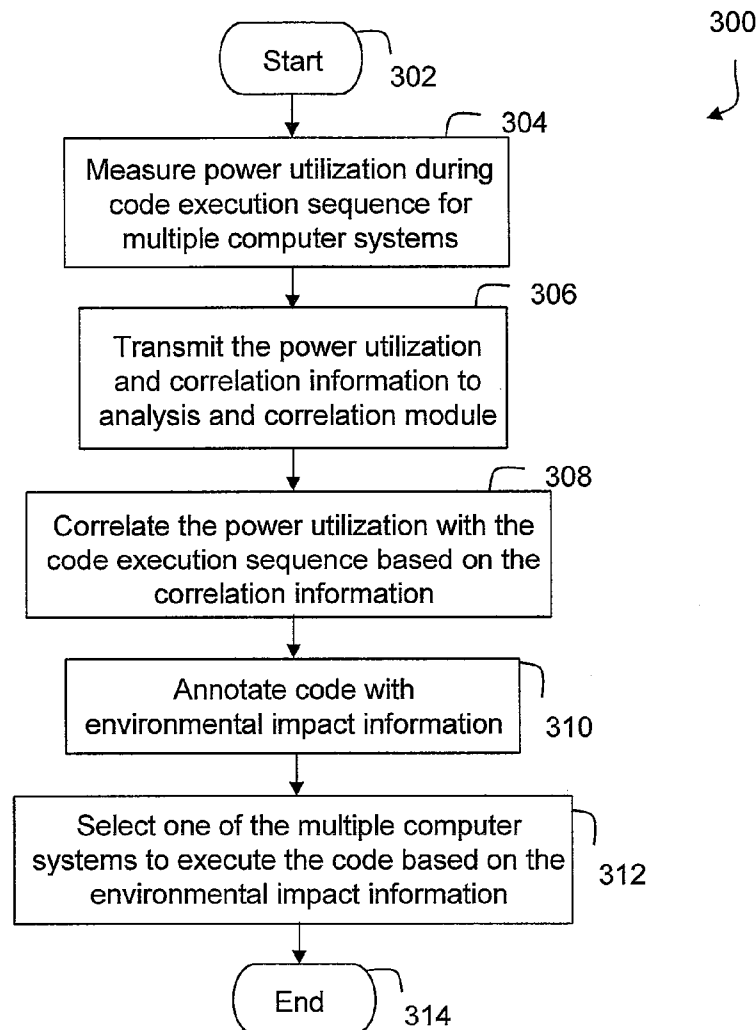 300
Start
302
304
Measure power utilization during
code execution sequence for
multiple computer systems
306
Transmit the power utilization
and correlation information to
analysis and correlation module
308
Correlate the power utilization with the
code execution sequence based on the
correlation information
Annotate code with
environmental impact information
310
Select one of the multiple computer
systems to execute the code based on the
environmental impact information
312
End
314